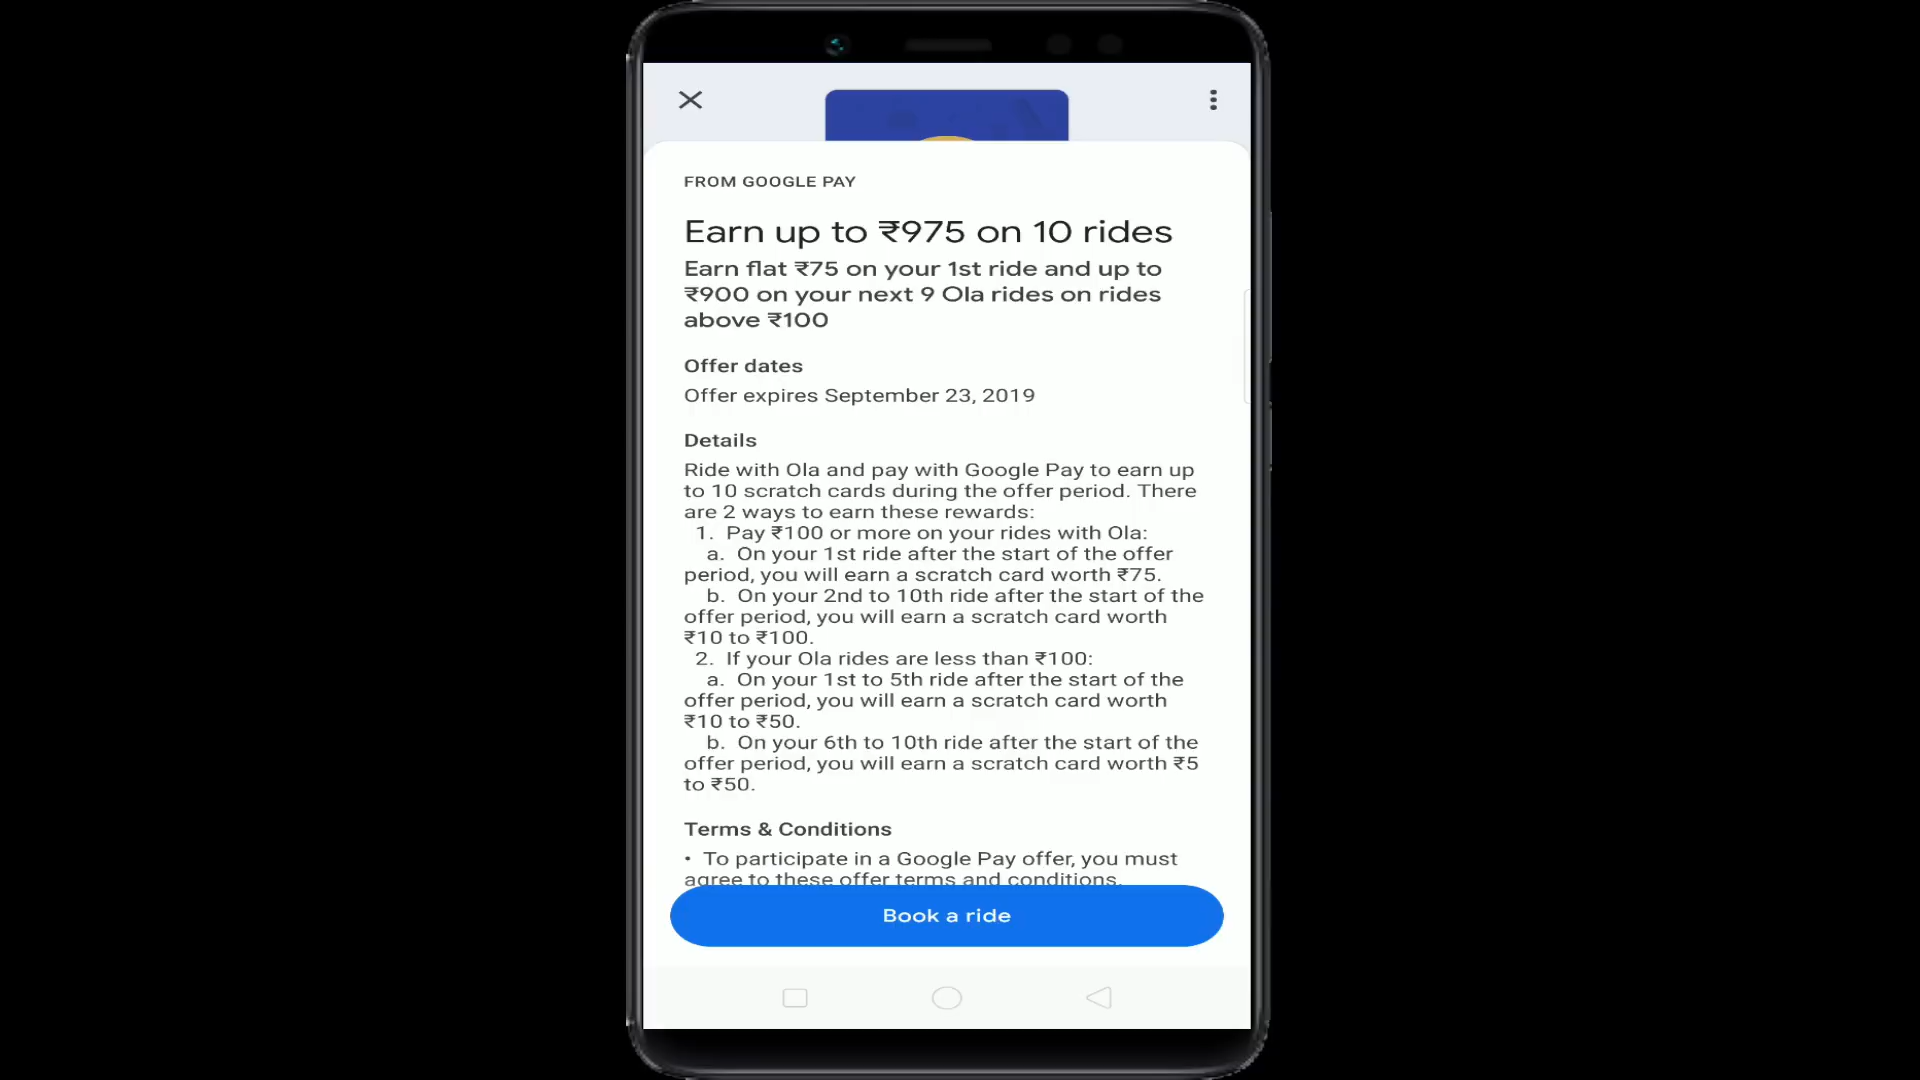 FROM GOOGLE PAY
Earn up to ₹975 on 10 rides
Earn flat ₹75 on your 1st ride and up to
₹900 on your next 9 Ola rides on rides
above ₹100
Offer dates
Offer expires September 23, 2019
Details
Ride with Ola and pay with Google Pay to earn up
to 10 scratch cards during the offer period. There
are 2 ways to earn these rewards:
1. Pay ₹100 or more on your rides with Ola:
a. On your 1st ride after the start of the offer
period, you will earn a scratch card worth ₹75.
b. On your 2nd to 10th ride after the start of the
offer period, you will earn a scratch card worth
₹10 to ₹100.
2. If your Ola rides are less than ₹100:
a. On your 1st to 5th ride after the start of the
offer period, you will earn a scratch card worth
₹10 to ₹50.
b. On your 6th to 10th ride after the start of the
offer period, you will earn a scratch card worth ₹5
to ₹50.
Terms & Conditions
• To participate in a Google Pay offer, you must
agree to these offer terms and conditions.
Book a ride